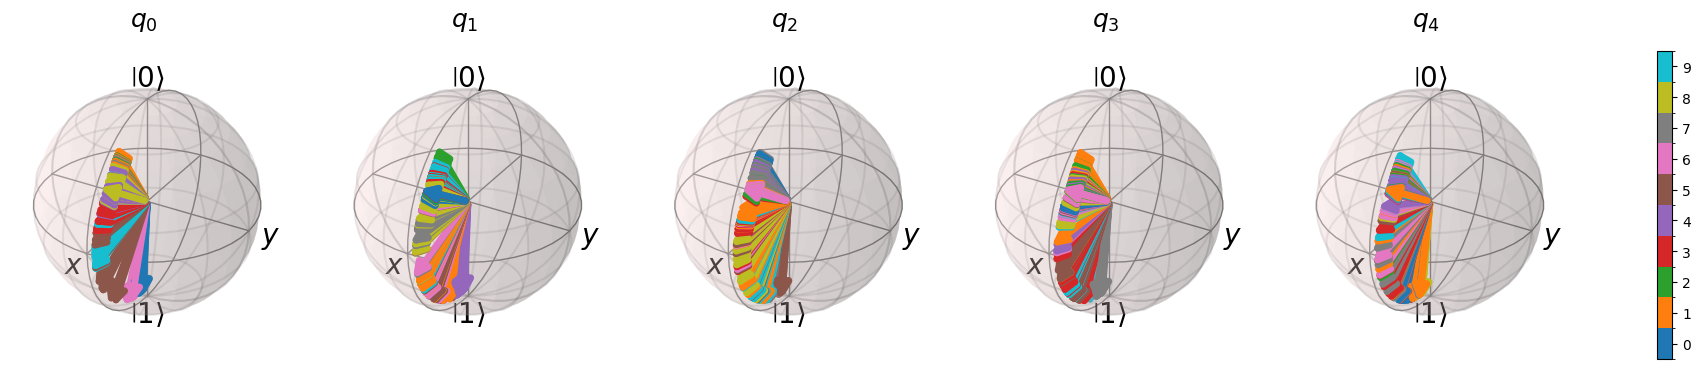 q₀ q₁ q₂ q₃ q₄
|0⟩ |0⟩ |0⟩ |0⟩ |0⟩
y y y y y
x x x x x
|1⟩ |1⟩ |1⟩ |1⟩ |1⟩
9
8
7
6
5
4
3
2
1
0